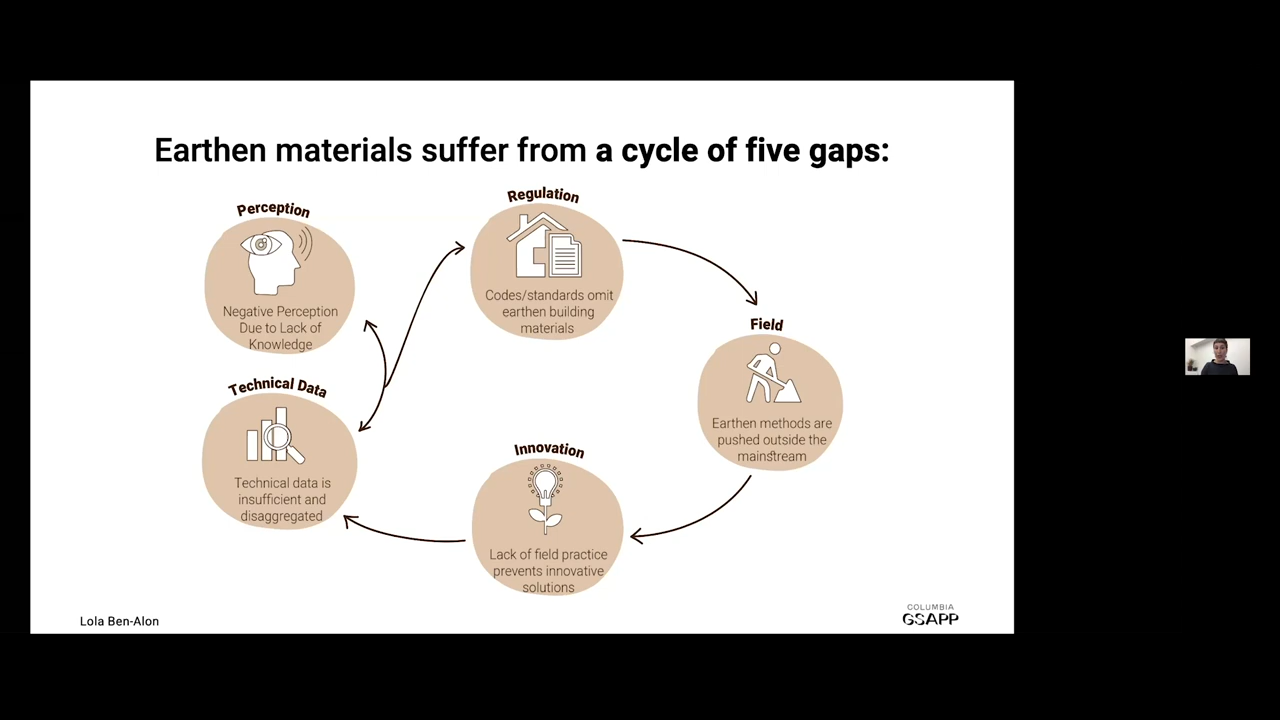 Earthen materials suffer from a cycle of five gaps:
Perception
Negative Perception
Due to Lack of
Knowledge
Regulation
Codes/standards omit
earthen building
materials
Field
Earthen methods are
pushed outside the
mainstream
Innovation
Lack of field practice
prevents innovative
solutions
Technical Data
Technical data is
insufficient and
disaggregated
Lola Ben-Alon
COLUMBIA
GSAPP